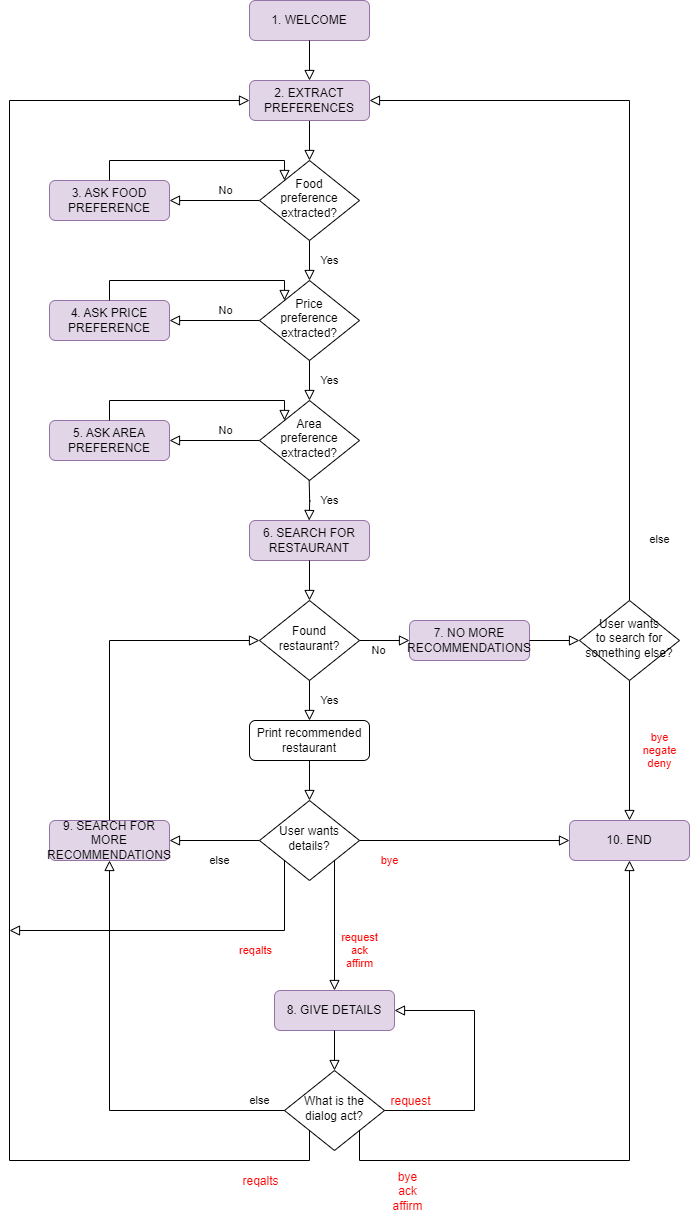 1. WELCOME
2. EXTRACT
PREFERENCES
Food
preference
extracted?
No
3. ASK FOOD
PREFERENCE
Yes
Price
preference
extracted?
No
4. ASK PRICE
PREFERENCE
Yes
Area
preference
extracted?
No
5. ASK AREA
PREFERENCE
Yes
6. SEARCH FOR
RESTAURANT
else
Found
restaurant?
No
7. NO MORE
RECOMMENDATIONS
User wants
to search for
something else?
Yes
Print recommended
restaurant
bye
negate
deny
9. SEARCH FOR
MORE
RECOMMENDATIONS
else
User wants
details?
bye
10. END
reqalts
request
ack
affirm
8. GIVE DETAILS
else
What is the
dialog act?
request
reqalts
bye
ack
affirm